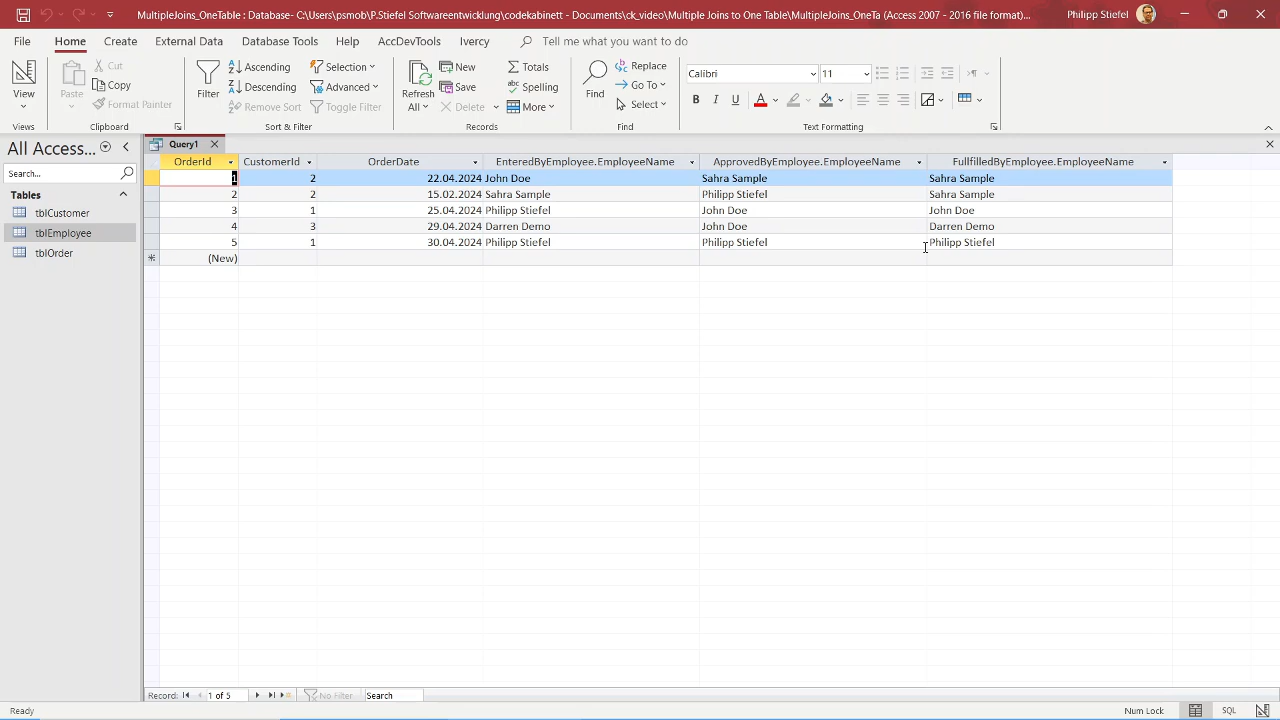 MultipleJoins_OneTable : Database- C:\Users\psmob\P.Stiefel Softwareentwicklung\codekabinett - Documents\ck_video\Multiple Joins to One Table\MultipleJoins_OneTa (Access 2007 - 2016 file format)... Philipp Stiefel
File Home Create External Data Database Tools Help AccDevTools Ivercy Tell me what you want to do
View
Views
Paste
Cut
Copy
Format Painter
Clipboard
Filter
Ascending
Descending
Remove Sort
Selection
Advanced
Toggle Filter
Sort & Filter
Refresh
All
New
Save
Delete
Totals
Spelling
More
Records
Find
Replace
Go To
Select
Find
Calibri 11
B I U A
Text Formatting
All Access...
Search...
Tables
tblCustomer
tblEmployee
tblOrder
Query1
OrderId CustomerId OrderDate EnteredByEmployee.EmployeeName ApprovedByEmployee.EmployeeName FullfilledByEmployee.EmployeeName
1 2 22.04.2024 John Doe Sahra Sample Sahra Sample
2 2 15.02.2024 Sahra Sample Philipp Stiefel Sahra Sample
3 1 25.04.2024 Philipp Stiefel John Doe John Doe
4 3 29.04.2024 Darren Demo John Doe Darren Demo
5 1 30.04.2024 Philipp Stiefel Philipp Stiefel Philipp Stiefel
(New)
Record: 1 of 5 No Filter Search
Ready Num Lock SQL